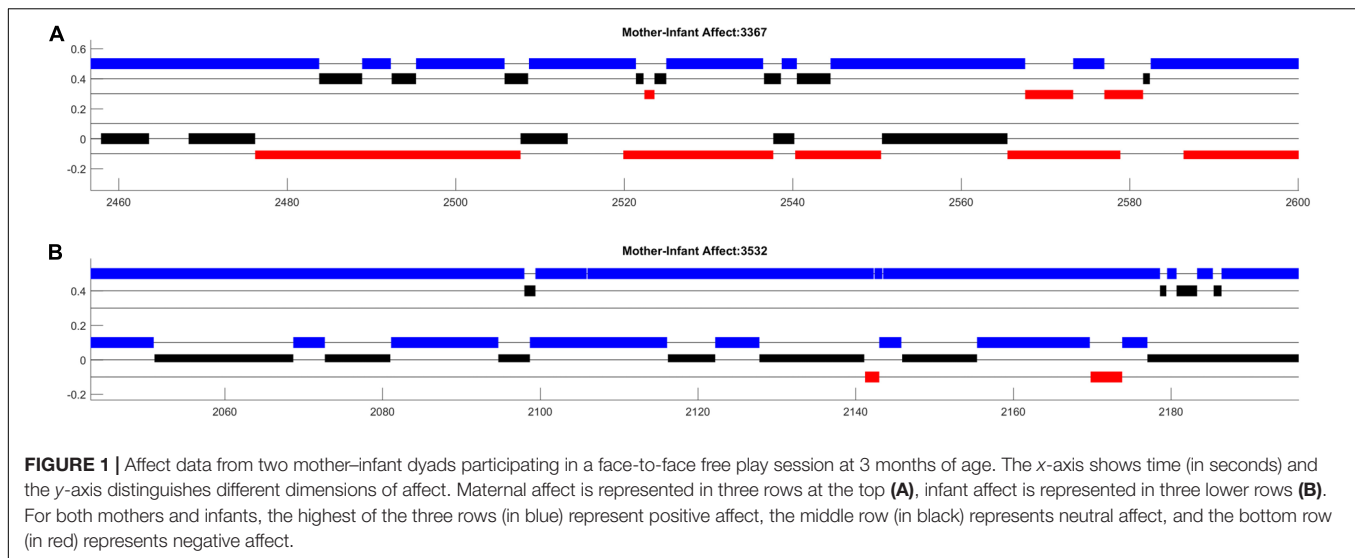 A
Mother-Infant Affect:3367
0.6
0.4
0.2
0
-0.2
2460 2480 2500 2520 2540 2560 2580 2600
B
Mother-Infant Affect:3532
0.4
0.2
0
-0.2
2060 2080 2100 2120 2140 2160 2180
FIGURE 1 | Affect data from two mother–infant dyads participating in a face-to-face free play session at 3 months of age. The x-axis shows time (in seconds) and
the y-axis distinguishes different dimensions of affect. Maternal affect is represented in three rows at the top (A), infant affect is represented in three lower rows (B).
For both mothers and infants, the highest of the three rows (in blue) represent positive affect, the middle row (in black) represents neutral affect, and the bottom row
(in red) represents negative affect.